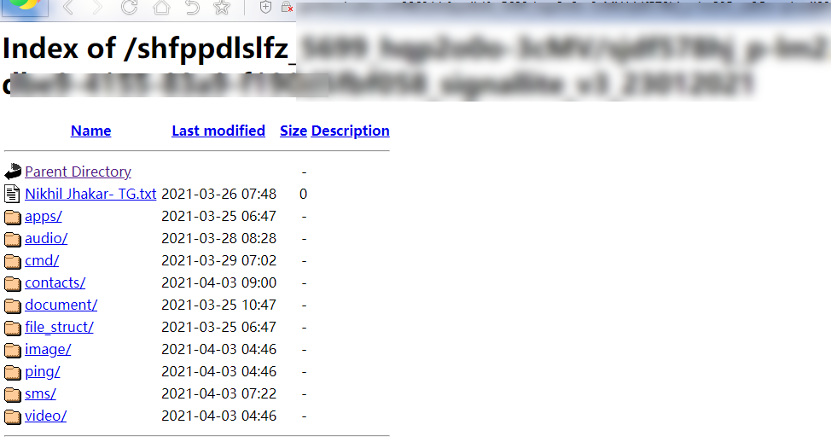 Index of /shfppdlslfz_
Name Last modified Size Description
Parent Directory -
Nikhil Jhakar- TG.txt 2021-03-26 07:48 0
apps/ 2021-03-25 06:47 -
audio/ 2021-03-28 08:28 -
cmd/ 2021-03-29 07:02 -
contacts/ 2021-04-03 09:00 -
document/ 2021-03-25 10:47 -
file_struct/ 2021-03-25 06:47 -
image/ 2021-04-03 04:46 -
ping/ 2021-04-03 04:46 -
sms/ 2021-04-03 07:22 -
video/ 2021-04-03 04:46 -